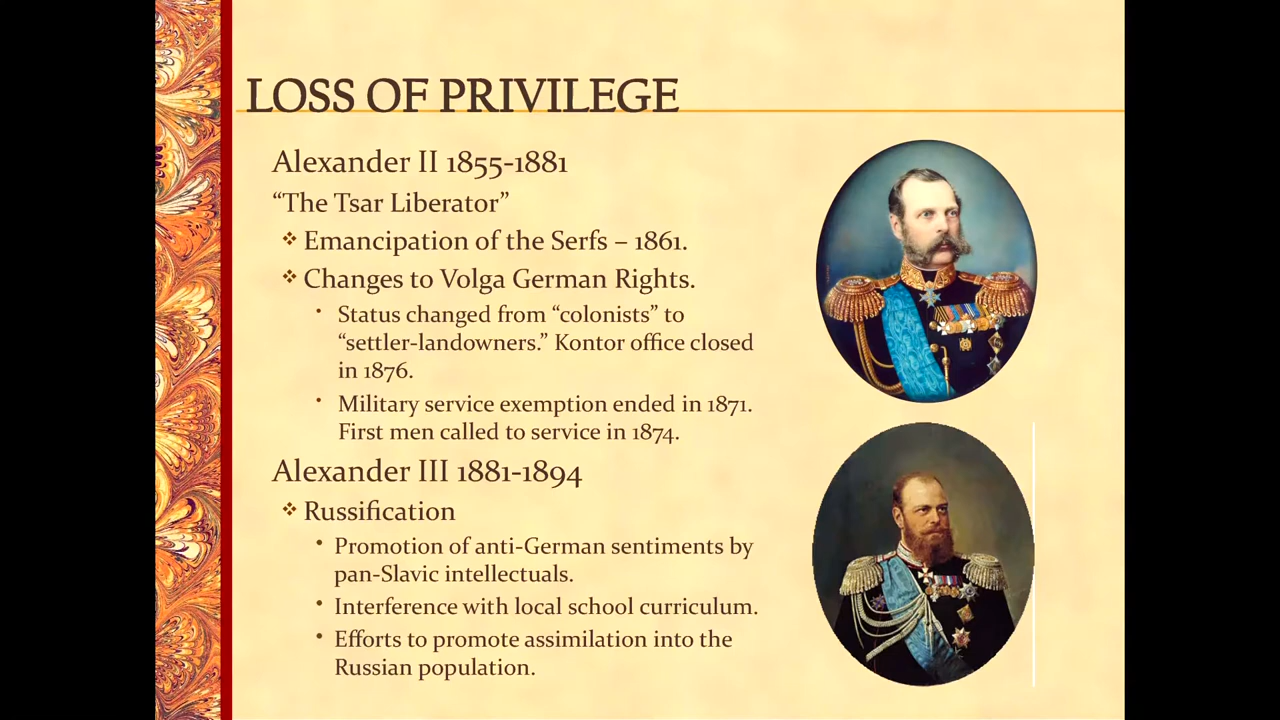 LOSS OF PRIVILEGE
Alexander II 1855-1881
“The Tsar Liberator”
❖ Emancipation of the Serfs – 1861.
❖ Changes to Volga German Rights.
• Status changed from “colonists” to
“settler-landowners.” Kontor office closed
in 1876.
• Military service exemption ended in 1871.
First men called to service in 1874.
Alexander III 1881-1894
❖ Russification
• Promotion of anti-German sentiments by
pan-Slavic intellectuals.
• Interference with local school curriculum.
• Efforts to promote assimilation into the
Russian population.